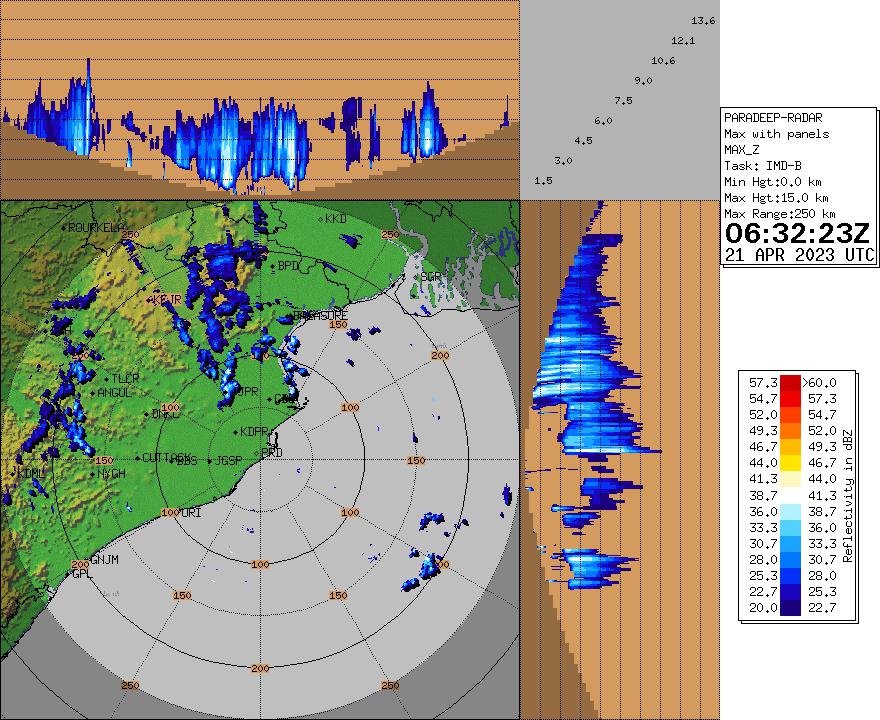 13.6
12.1
10.6
9.0
7.5
6.0
4.5
3.0
1.5
PARADEEP-RADAR
Max with panels
MAX_Z
Task: IMD-B
Min Hgt:0.0 km
Max Hgt:15.0 km
Max Range:250 km
06:32:23Z
21 APR 2023 UTC
ROURKELA
KKD
250
250
BPD
SGR
KEJR
BALASORE
150
200
TLCR
ANGUL
JPR
100
100
KDPR
CUTTACK
BBS
JGSP
PRD
KDML
150
NYGH
150
100
PURI
100
GNJM
200
GPL
100
150
150
200
250
250
57.3 >60.0
54.7 57.3
52.0 54.7
49.3 52.0
46.7 49.3
44.0 46.7
41.3 44.0
38.7 41.3
36.0 38.7
33.3 36.0
30.7 33.3
28.0 30.7
25.3 28.0
22.7 25.3
20.0 22.7
Reflectivity in dBZ